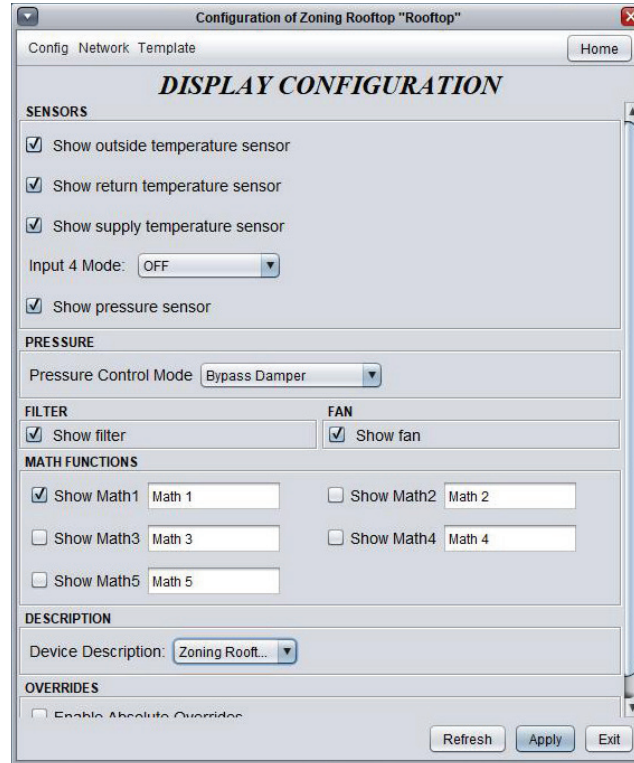 Configuration of Zoning Rooftop "Rooftop"
Config Network Template Home
DISPLAY CONFIGURATION
SENSORS
Show outside temperature sensor
Show return temperature sensor
Show supply temperature sensor
Input 4 Mode: OFF
Show pressure sensor
PRESSURE
Pressure Control Mode Bypass Damper
FILTER FAN
Show filter Show fan
MATH FUNCTIONS
Show Math1 Math 1 Show Math2 Math 2
Show Math3 Math 3 Show Math4 Math 4
Show Math5 Math 5
DESCRIPTION
Device Description: Zoning Rooft...
OVERRIDES
Enable Absolute Overrides
Refresh Apply Exit